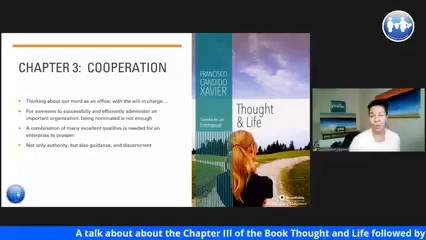 CHAPTER 3: COOPERATION
Thinking about our mind as an office, with the will in charge...
For someone to successfully and efficiently administer an
important organization, being nominated is not enough
A combination of many excellent qualities is needed for an
enterprise to prosper:
Not only authority, but also guidance, and discernment
FRANCISCO
CANDIDO
XAVIER
Thought
& Life
Emmanuel
A talk about about the Chapter III of the Book Thought and Life followed by